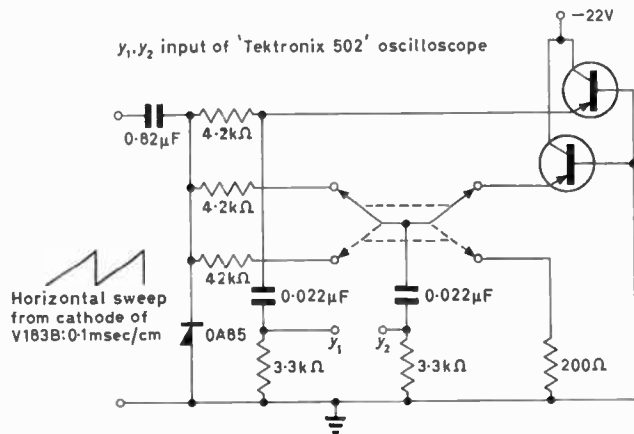 −22V
y₁,y₂ input of 'Tektronix 502' oscilloscope
0·82µF
4·2kΩ
4·2kΩ
42kΩ
0·022µF
0·022µF
Horizontal sweep
from cathode of
V183B:0·1msec/cm
OA85
y₁
y₂
3·3kΩ
3·3kΩ
200Ω